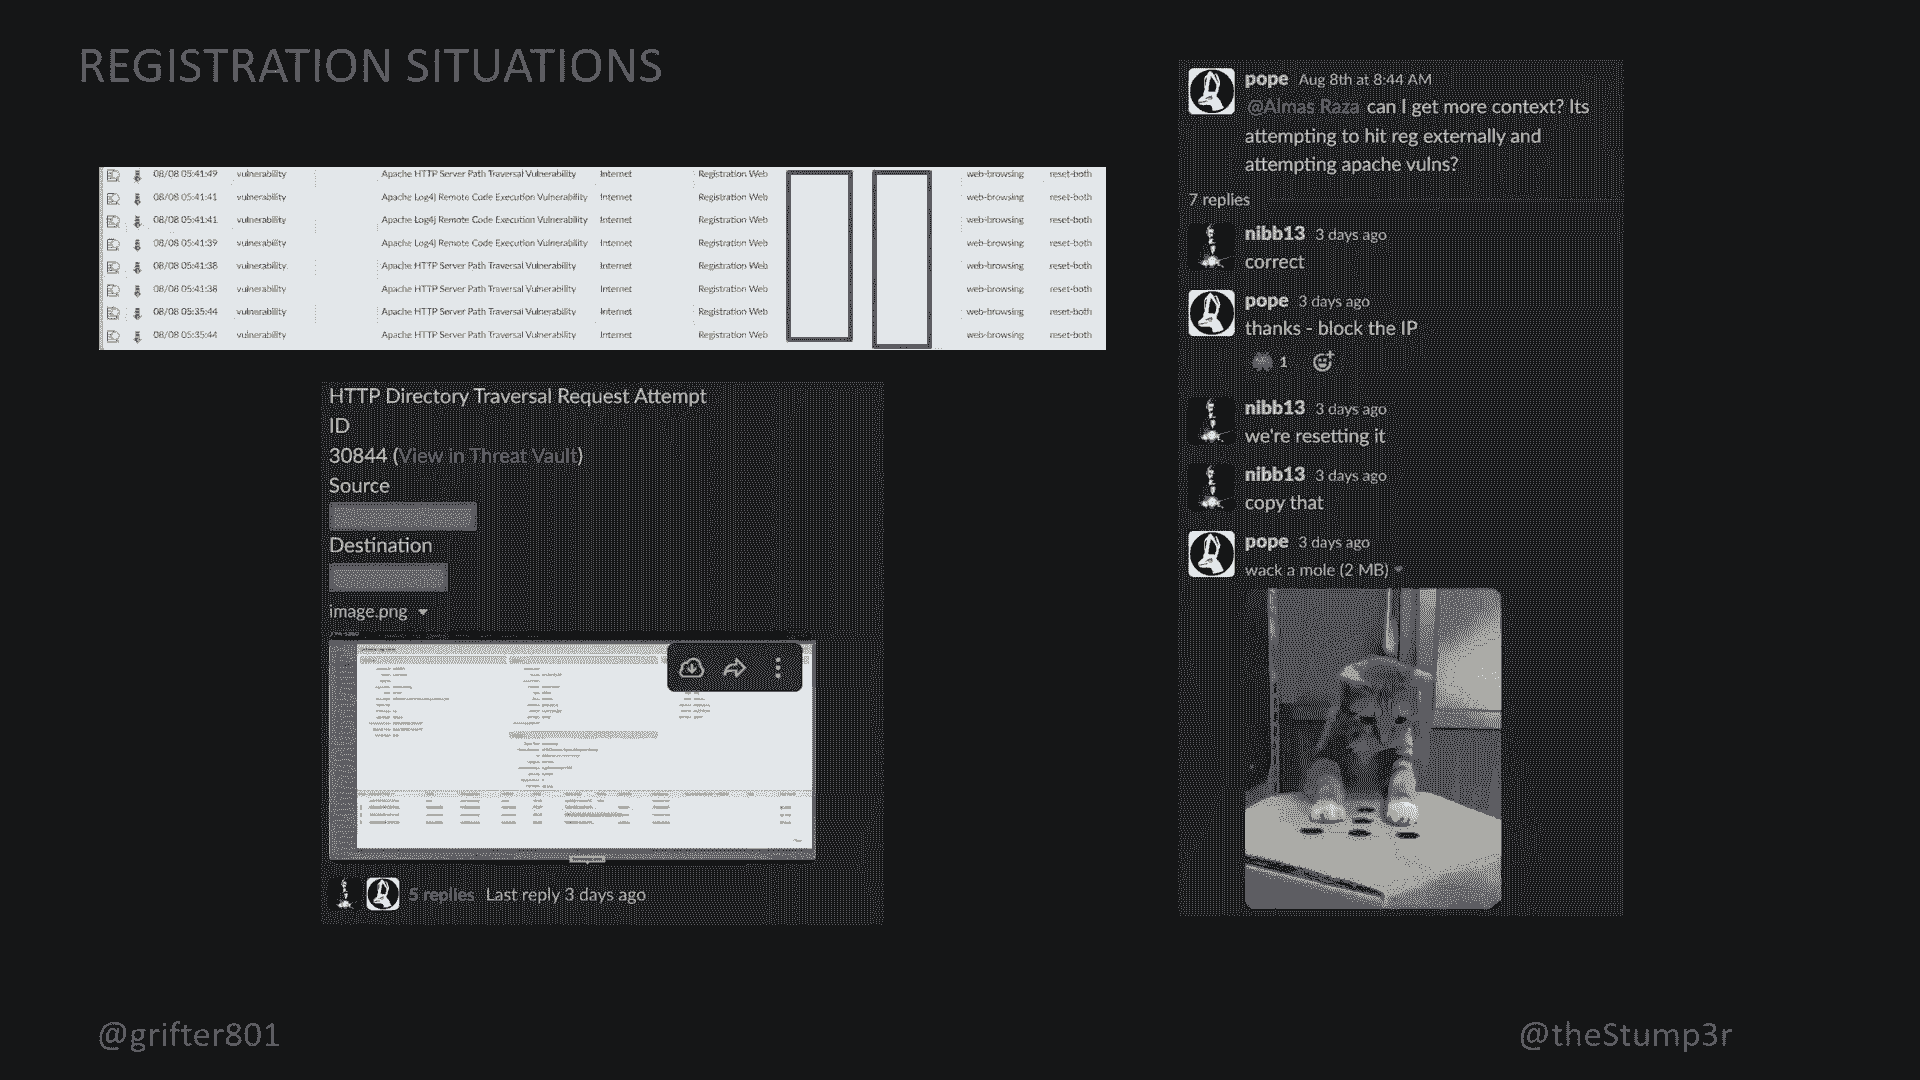 REGISTRATION SITUATIONS
08/08 05:41:49 vulnerability Apache HTTP Server Path Traversal Vulnerability Internet Registration Web web-browsing reset-both
08/08 05:41:41 vulnerability Apache Log4j Remote Code Execution Vulnerability Internet Registration Web web-browsing reset-both
08/08 05:41:41 vulnerability Apache Log4j Remote Code Execution Vulnerability Internet Registration Web web-browsing reset-both
08/08 05:41:39 vulnerability Apache Log4j Remote Code Execution Vulnerability Internet Registration Web web-browsing reset-both
08/08 05:41:38 vulnerability Apache HTTP Server Path Traversal Vulnerability Internet Registration Web web-browsing reset-both
08/08 05:41:38 vulnerability Apache HTTP Server Path Traversal Vulnerability Internet Registration Web web-browsing reset-both
08/08 05:35:44 vulnerability Apache HTTP Server Path Traversal Vulnerability Internet Registration Web web-browsing reset-both
08/08 05:35:44 vulnerability Apache HTTP Server Path Traversal Vulnerability Internet Registration Web web-browsing reset-both
HTTP Directory Traversal Request Attempt
ID
30844 (View in Threat Vault)
Source
Destination
image.png
5 replies Last reply 3 days ago
pope Aug 8th at 8:44 AM
@Almas Raza can I get more context? Its
attempting to hit reg externally and
attempting apache vulns?
7 replies
nibb13 3 days ago
correct
pope 3 days ago
thanks - block the IP
1
nibb13 3 days ago
we're resetting it
nibb13 3 days ago
copy that
pope 3 days ago
wack a mole (2 MB)
@grifter801
@theStump3r